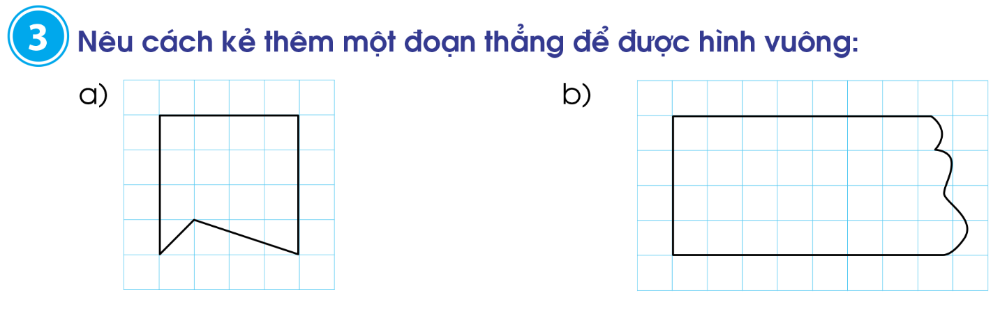 3 Nêu cách kẻ thêm một đoạn thẳng để được hình vuông:
a) b)